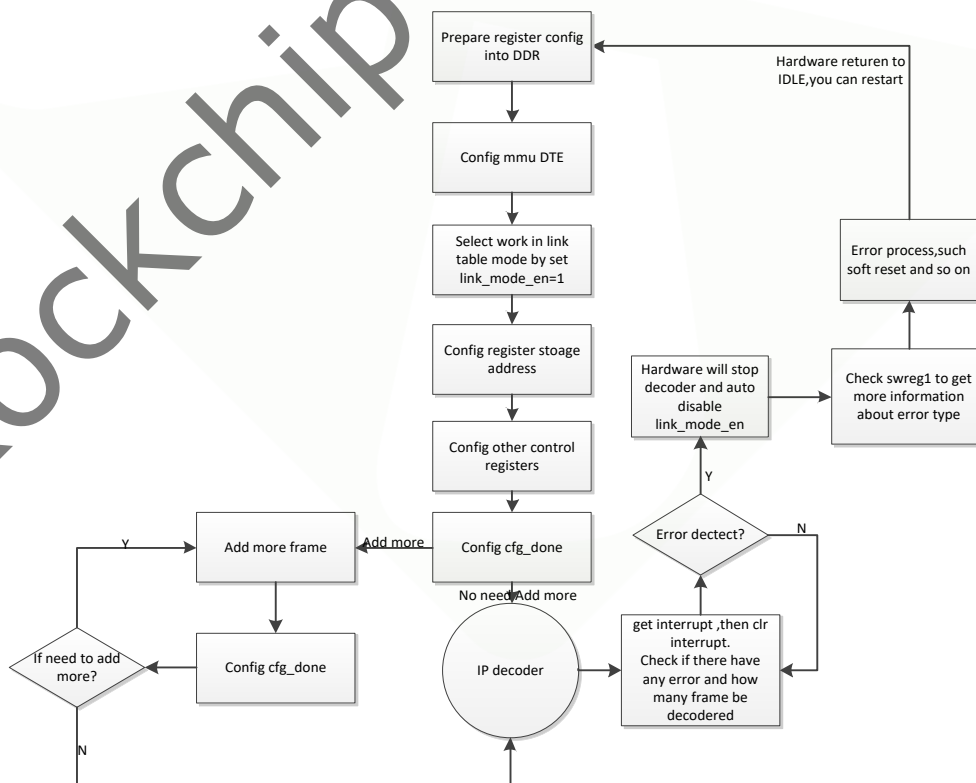 ockchip
Prepare register config
into DDR
Hardware returen to
IDLE,you can restart
Config mmu DTE
Select work in link
table mode by set
link_mode_en=1
Error process,such
soft reset and so on
Config register stoage
address
Hardware will stop
decoder and auto
disable
link_mode_en
Check swreg1 to get
more information
about error type
Config other control
registers
Y
Error dectect?
N
Y
Add more frame
Add more
Config cfg_done
No need Add more
If need to add
more?
Config cfg_done
IP decoder
get interrupt ,then clr
interrupt.
Check if there have
any error and how
many frame be
decodered
N